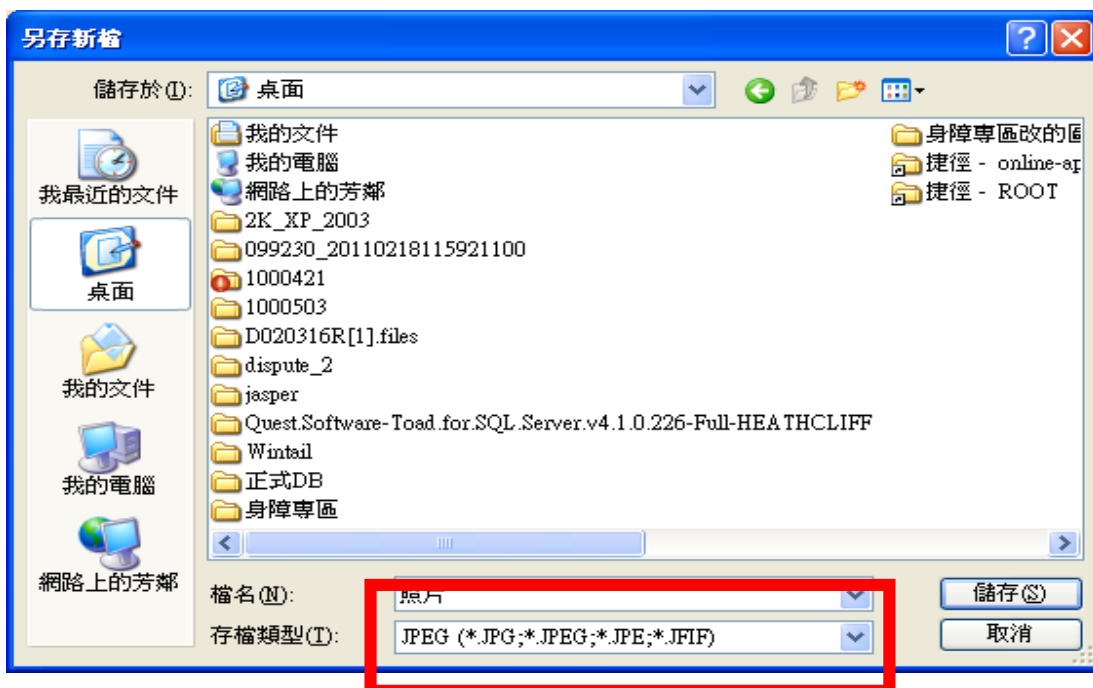 另存新檔
儲存於(I):
桌面
我最近的文件
桌面
我的文件
我的電腦
網路上的芳鄰
我的文件
我的電腦
網路上的芳鄰
2K_XP_2003
099230_20110218115921100
1000421
1000503
D020316R[1].files
dispute_2
jasper
Quest.Software-Toad.for.SQL.Server.v4.1.0.226-Full-HEATHCLIFF
Wintail
正式DB
身障專區
身障專區改的
捷徑 - online-ap
捷徑 - ROOT
檔名(N):
照片
儲存(S)
存檔類型(T):
JPEG (*.JPG;*.JPEG;*.JPE;*.JFIF)
取消